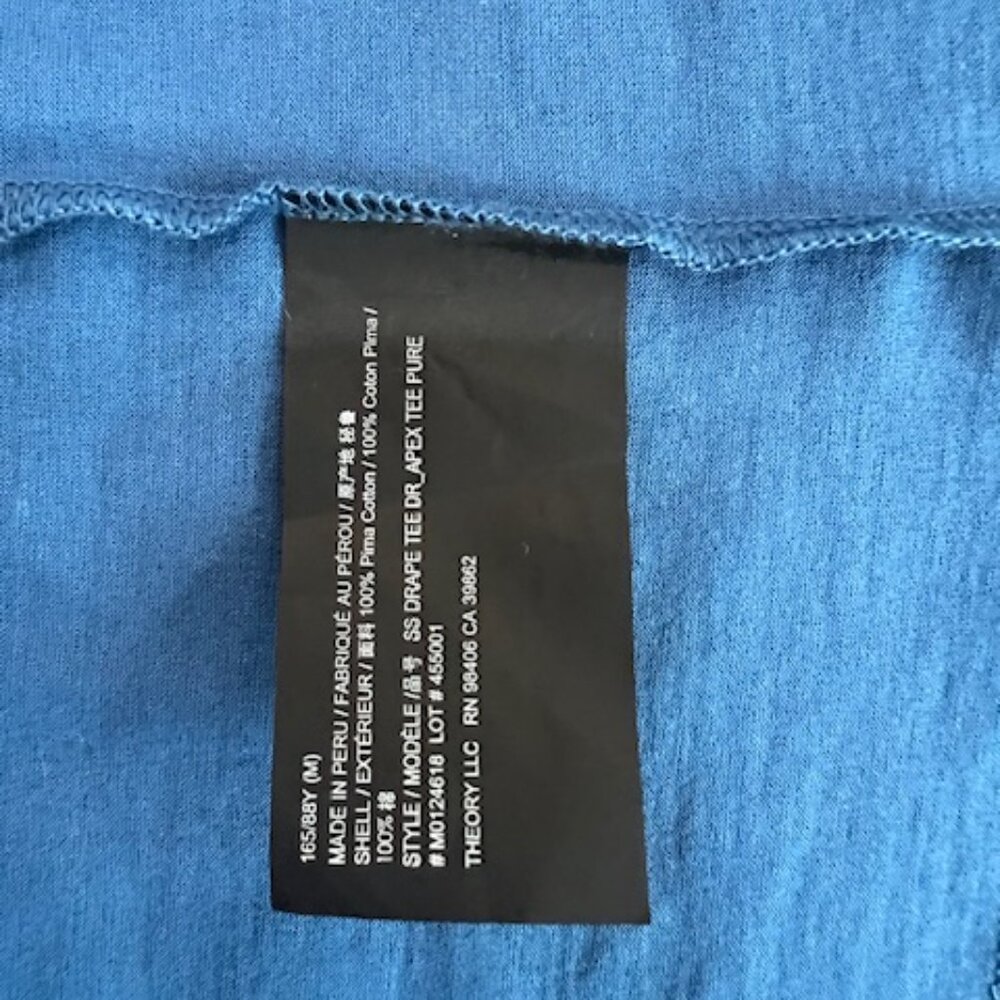 165/88Y (M)
MADE IN PERU / FABRIQUÉ AU PÉROU / 原产地 秘鲁
SHELL / EXTÉRIEUR / 面料 100% Pima Cotton / 100% Coton Pima /
100% 棉
STYLE / MODÈLE /品号 SS DRAPE TEE DR_APEX TEE PURE
# M0124618 LOT # 455001
THEORY LLC RN 98406 CA 39862